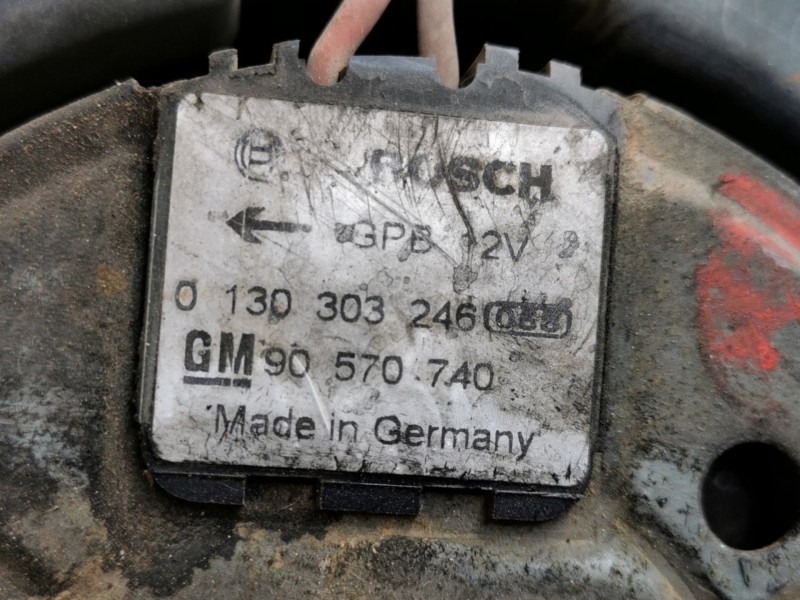 BOSCH
GPB 12V
0 130 303 246
GM 90 570 740
Made in Germany